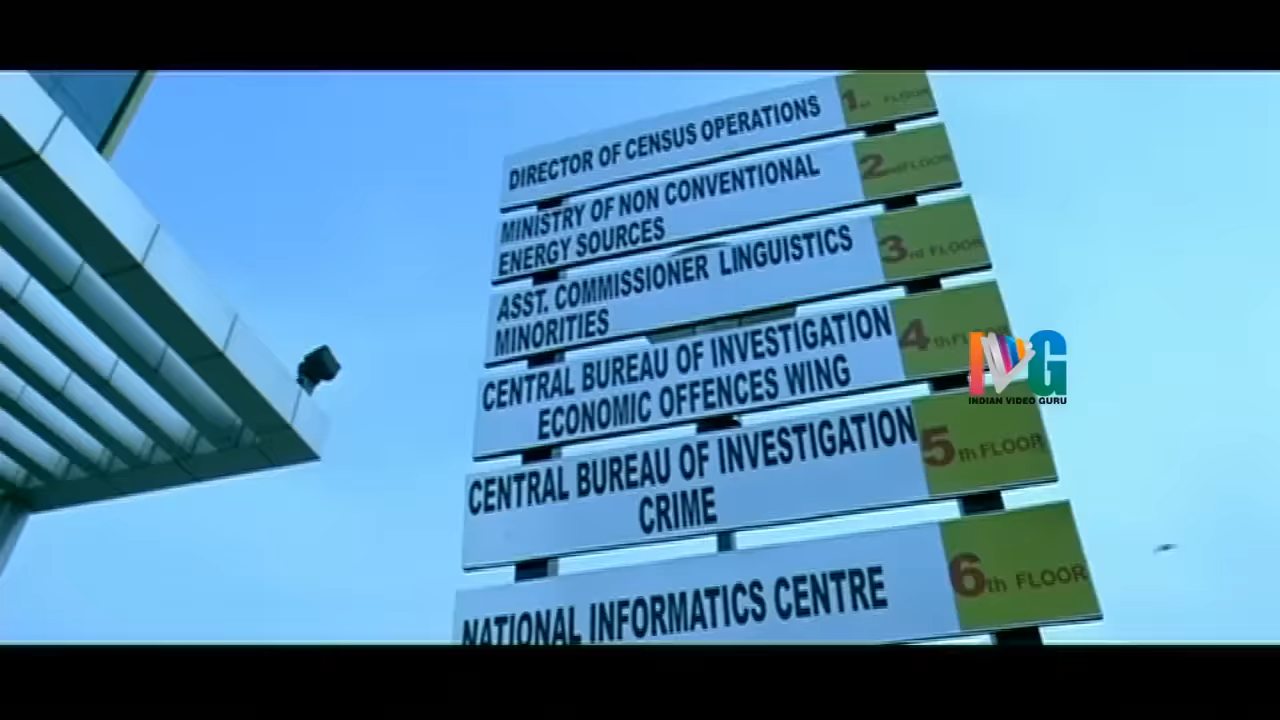 DIRECTOR OF CENSUS OPERATIONS 1st FLOOR
MINISTRY OF NON CONVENTIONAL
ENERGY SOURCES 2nd FLOOR
ASST. COMMISSIONER LINGUISTICS
MINORITIES 3rd FLOOR
CENTRAL BUREAU OF INVESTIGATION
ECONOMIC OFFENCES WING 4th FLOOR
CENTRAL BUREAU OF INVESTIGATION
CRIME 5th FLOOR
NATIONAL INFORMATICS CENTRE 6th FLOOR
IVG
INDIAN VIDEO GURU